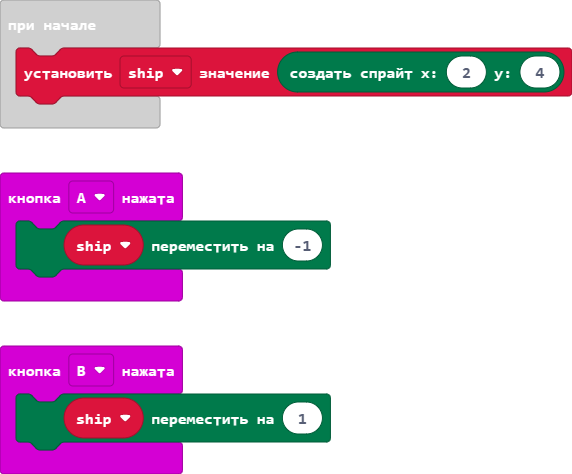 при начале
установить ship значение создать спрайт x: 2 y: 4
кнопка A нажата
ship переместить на -1
кнопка B нажата
ship переместить на 1